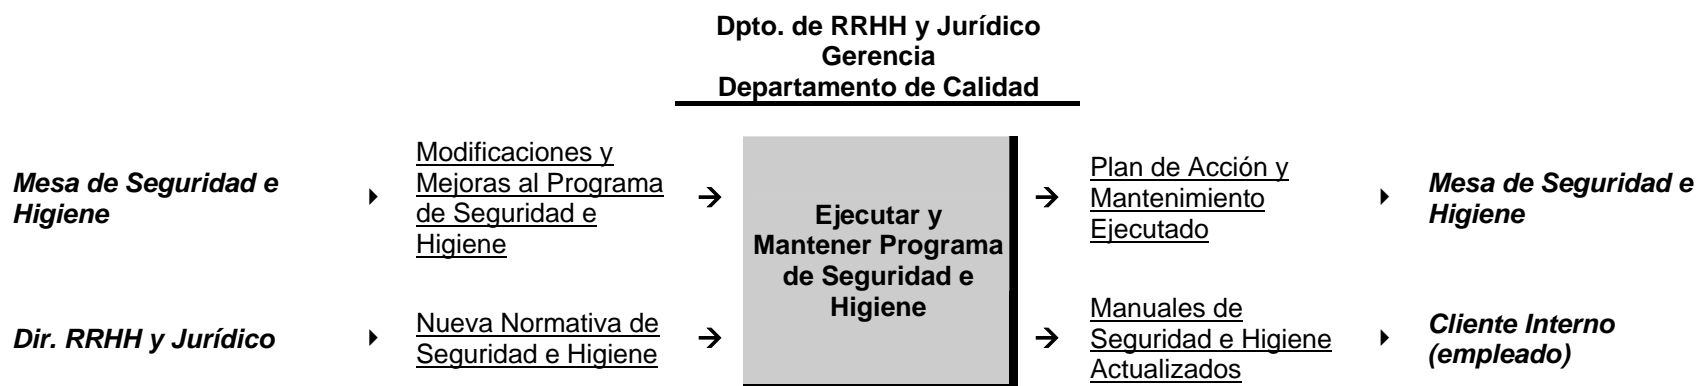 Dpto. de RRHH y Jurídico
Gerencia
Departamento de Calidad
Mesa de Seguridad e
Higiene
Modificaciones y
Mejoras al Programa
de Seguridad e
Higiene
Ejecutar y
Mantener Programa
de Seguridad e
Higiene
Plan de Acción y
Mantenimiento
Ejecutado
Mesa de Seguridad e
Higiene
Dir. RRHH y Jurídico
Nueva Normativa de
Seguridad e Higiene
Manuales de
Seguridad e Higiene
Actualizados
Cliente Interno
(empleado)